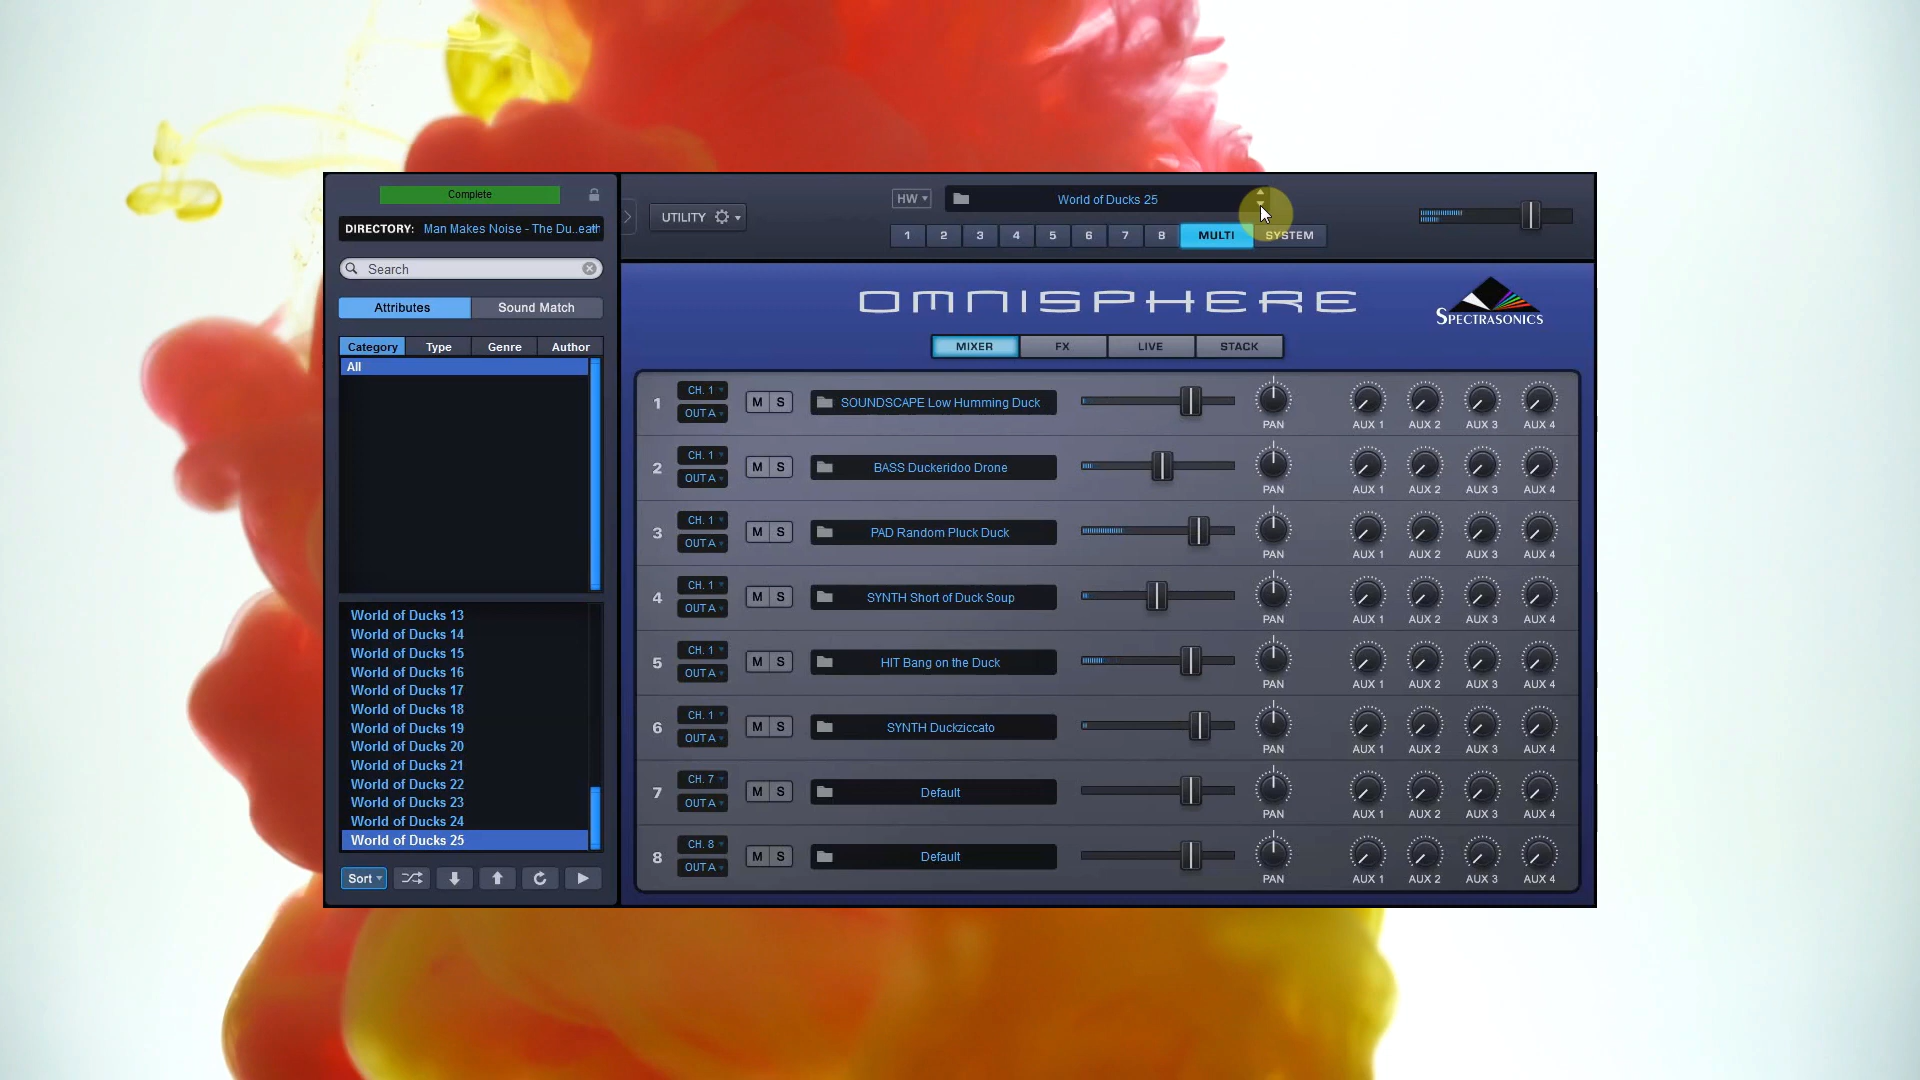 Complete
DIRECTORY: Man Makes Noise - The Du..eath
Search
Attributes Sound Match
Category Type Genre Author
All
World of Ducks 13
World of Ducks 14
World of Ducks 15
World of Ducks 16
World of Ducks 17
World of Ducks 18
World of Ducks 19
World of Ducks 20
World of Ducks 21
World of Ducks 22
World of Ducks 23
World of Ducks 24
World of Ducks 25
Sort
UTILITY
HW World of Ducks 25
1 2 3 4 5 6 7 8 MULTI SYSTEM
OMNISPHERE
SPECTRASONICS
MIXER FX LIVE STACK
1 CH. 1 OUT A M S SOUNDSCAPE Low Humming Duck PAN AUX 1 AUX 2 AUX 3 AUX 4
2 CH. 1 OUT A M S BASS Duckeridoo Drone PAN AUX 1 AUX 2 AUX 3 AUX 4
3 CH. 1 OUT A M S PAD Random Pluck Duck PAN AUX 1 AUX 2 AUX 3 AUX 4
4 CH. 1 OUT A M S SYNTH Short of Duck Soup PAN AUX 1 AUX 2 AUX 3 AUX 4
5 CH. 1 OUT A M S HIT Bang on the Duck PAN AUX 1 AUX 2 AUX 3 AUX 4
6 CH. 1 OUT A M S SYNTH Duckziccato PAN AUX 1 AUX 2 AUX 3 AUX 4
7 CH. 7 OUT A M S Default PAN AUX 1 AUX 2 AUX 3 AUX 4
8 CH. 8 OUT A M S Default PAN AUX 1 AUX 2 AUX 3 AUX 4